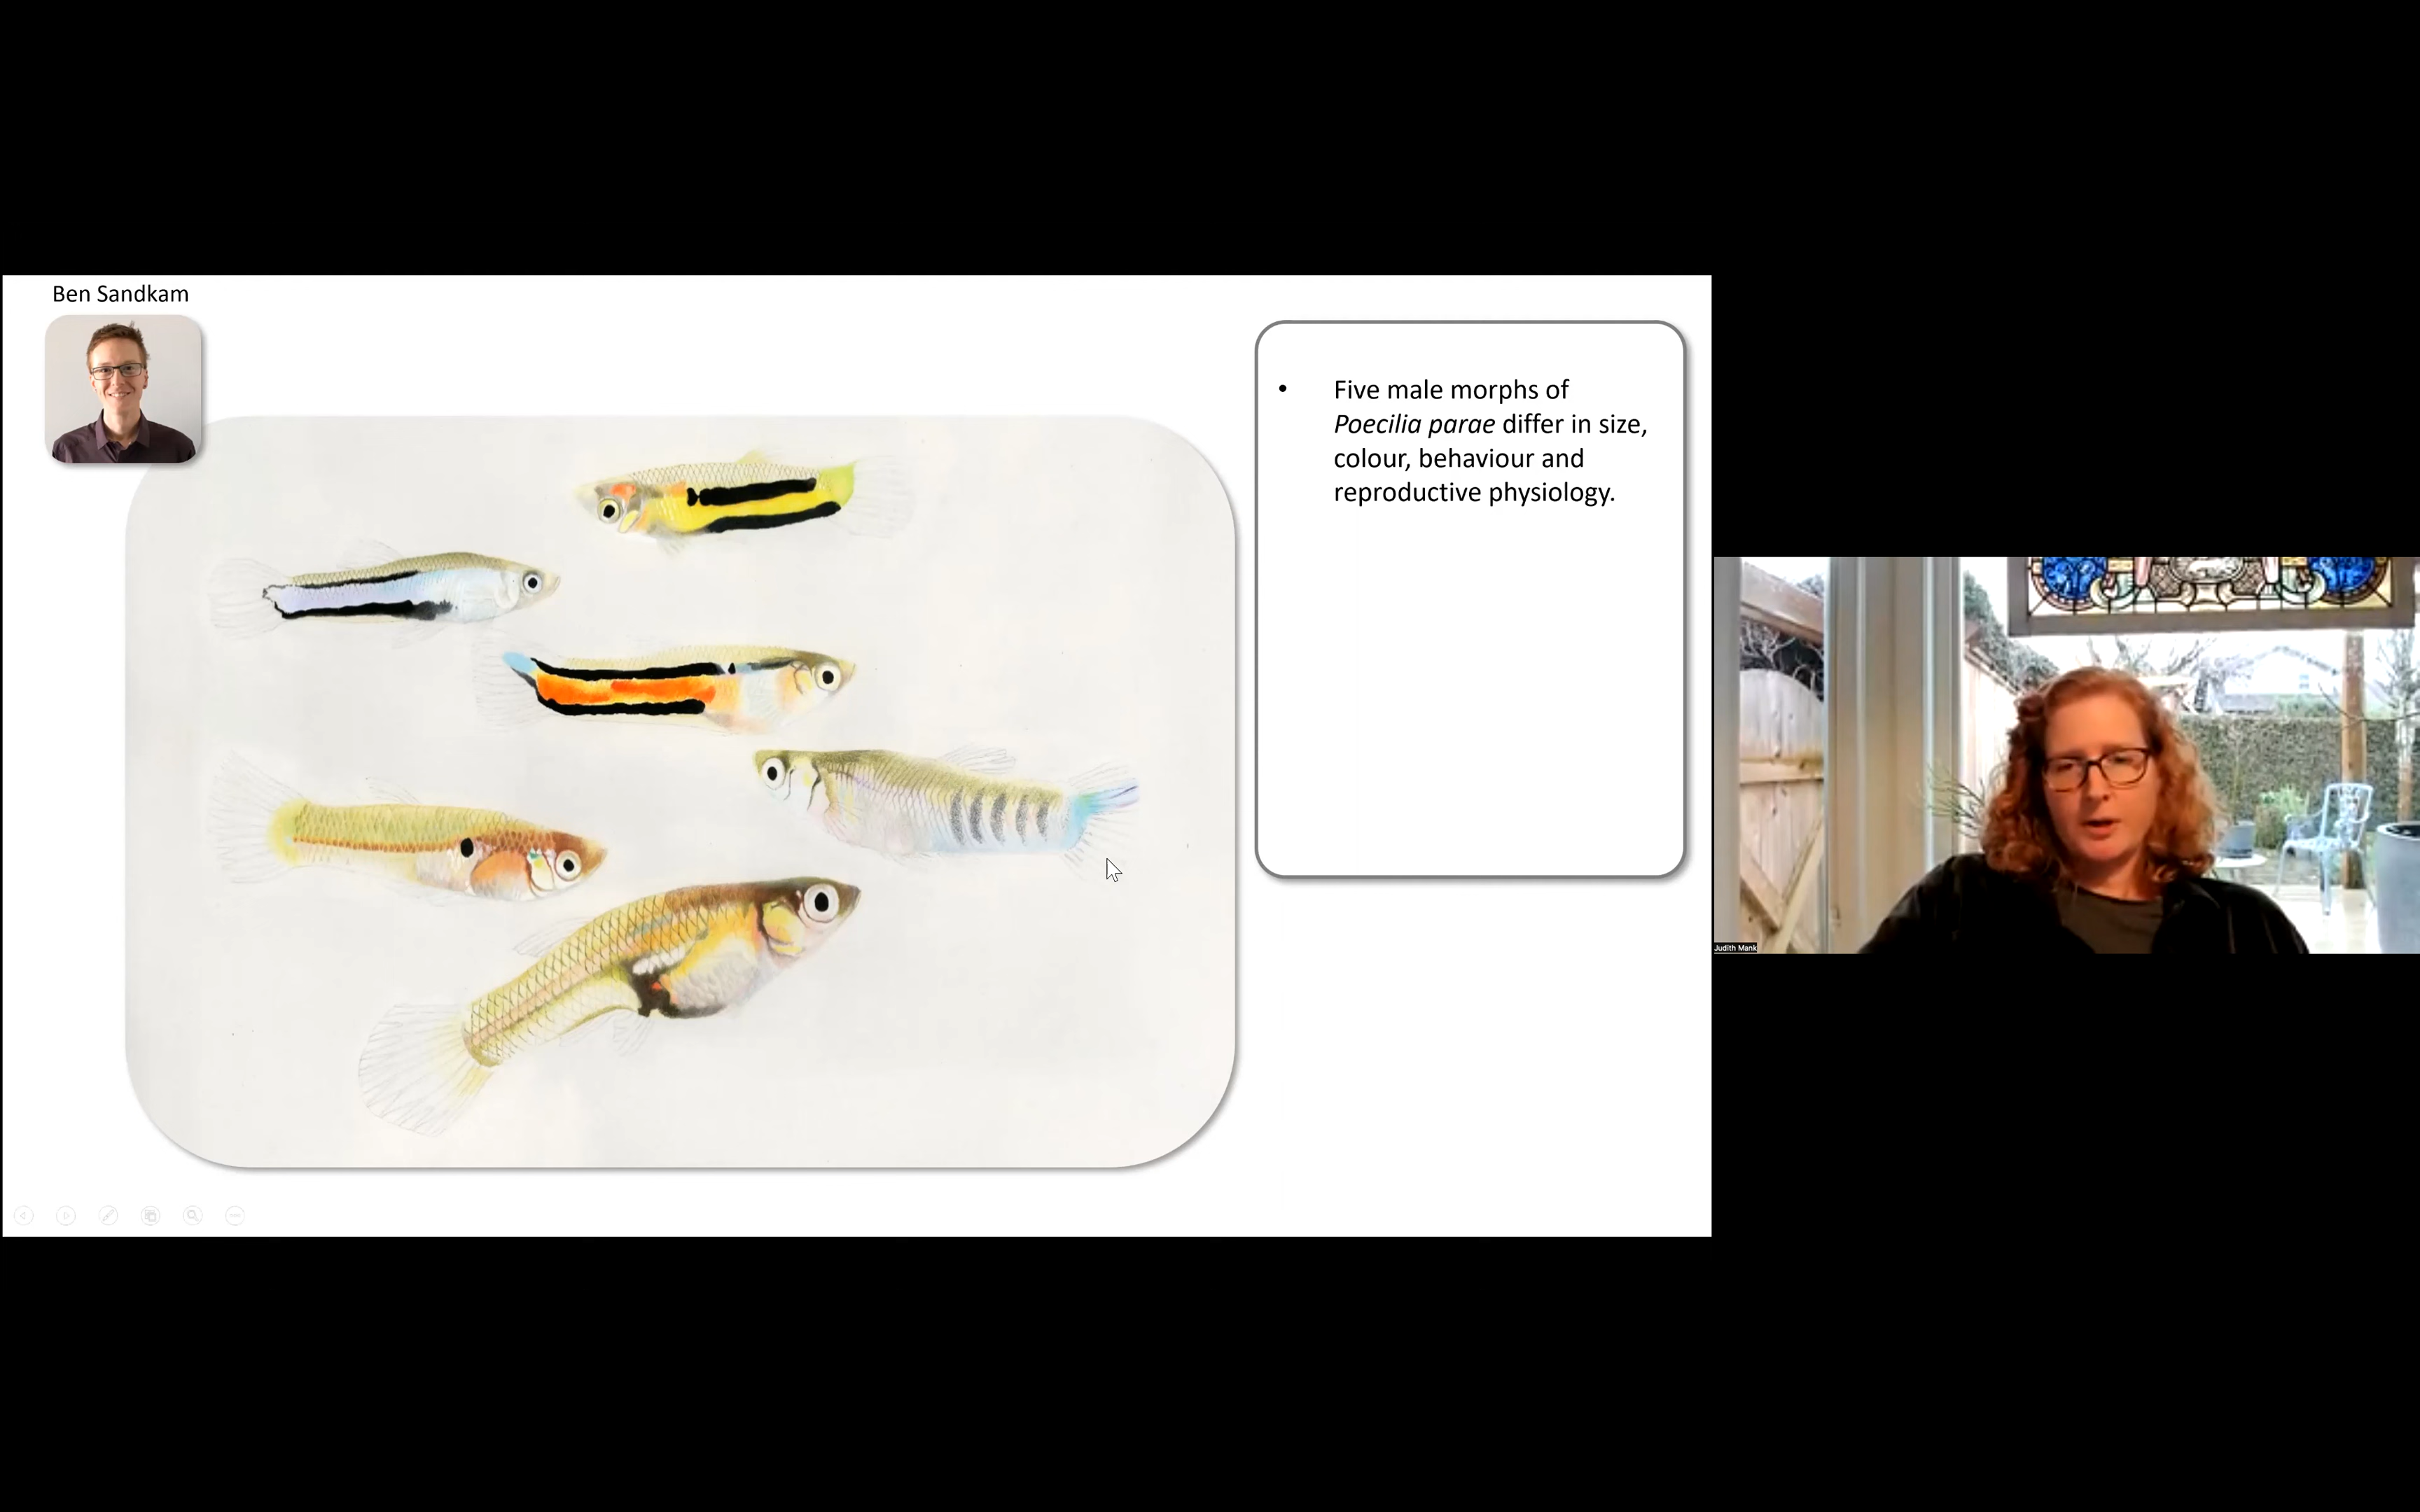 Ben Sandkam
• Five male morphs of
Poecilia parae differ in size,
colour, behaviour and
reproductive physiology.
Judith Mank